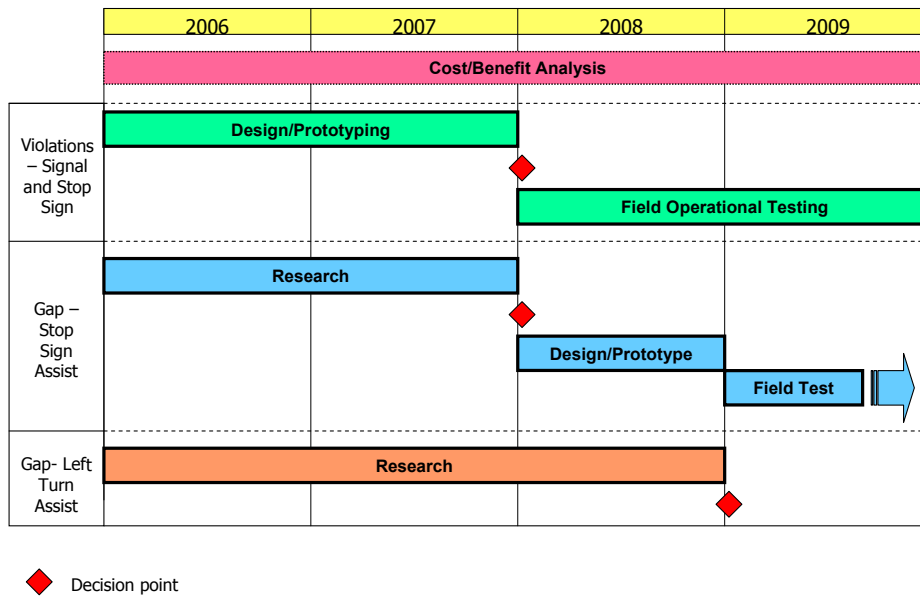 2006 2007 2008 2009
Cost/Benefit Analysis
Violations
– Signal
and Stop
Sign
Design/Prototyping
Field Operational Testing
Gap –
Stop
Sign
Assist
Research
Design/Prototype
Field Test
Gap- Left
Turn
Assist
Research
Decision point